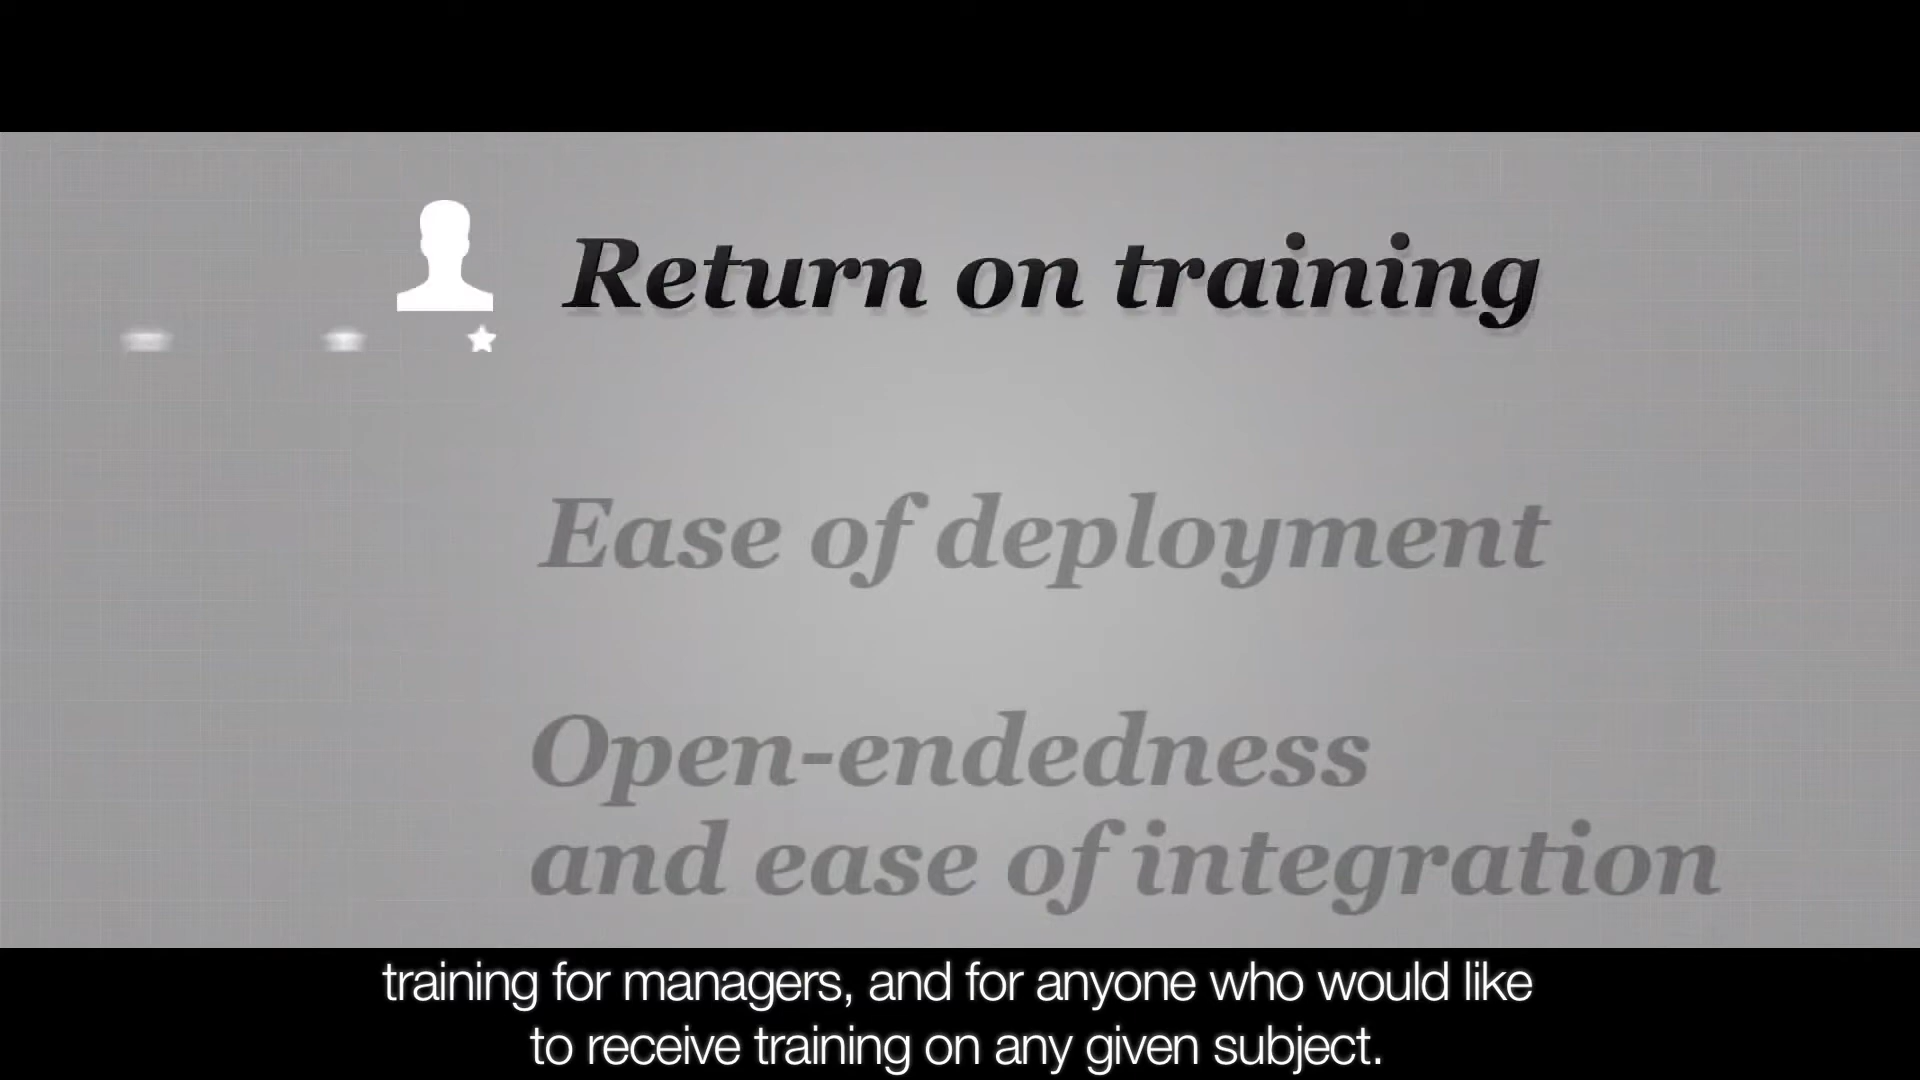 Return on training
Ease of deployment
Open-endedness
and ease of integration
training for managers, and for anyone who would like
to receive training on any given subject.